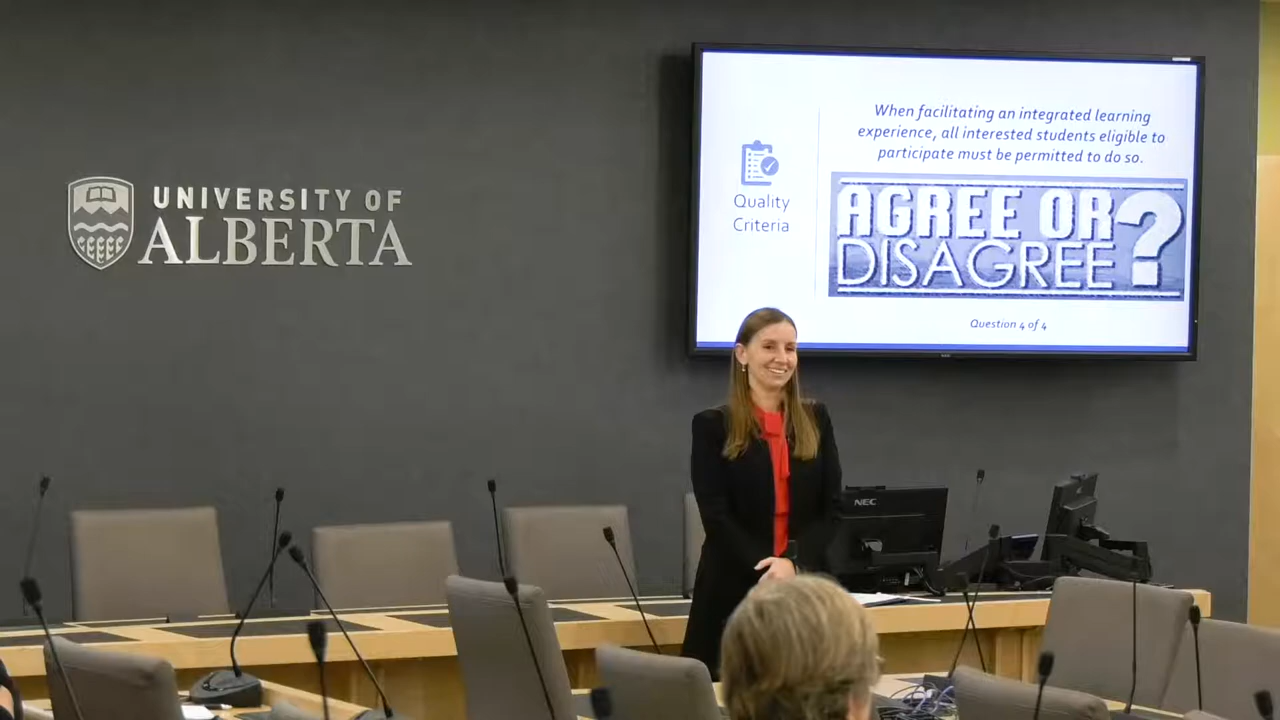 UNIVERSITY OF
ALBERTA
When facilitating an integrated learning
experience, all interested students eligible to
participate must be permitted to do so.
Quality
Criteria
AGREE OR
DISAGREE?
Question 4 of 4
NEC